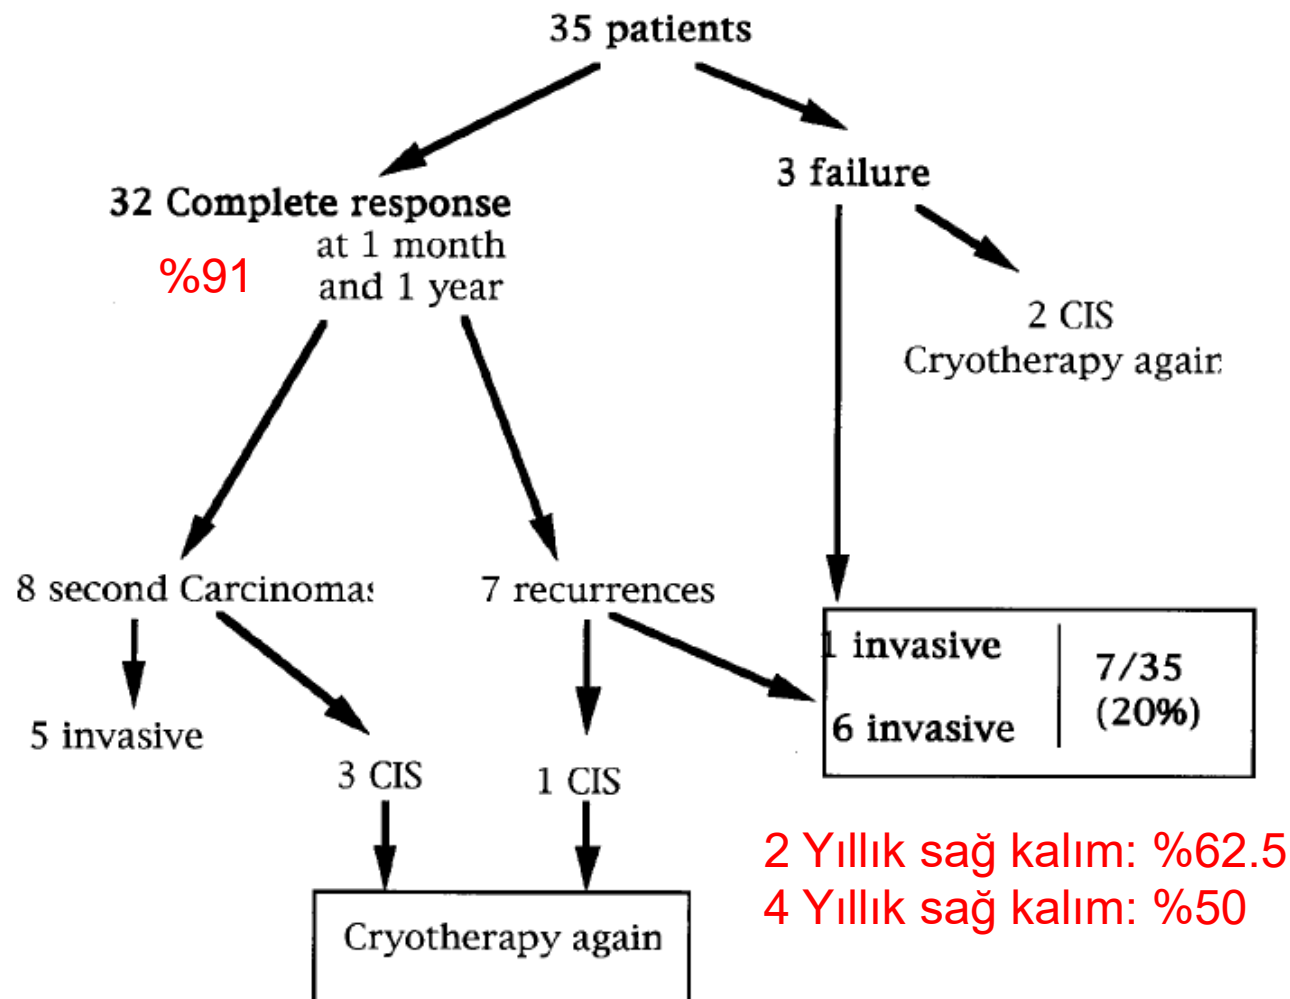 35 patients
3 failure
32 Complete response
at 1 month
and 1 year
%91
2 CIS
Cryotherapy again
8 second Carcinomas
7 recurrences
1 invasive
6 invasive
7/35
(20%)
5 invasive
3 CIS
1 CIS
Cryotherapy again
2 Yıllık sağ kalım: %62.5
4 Yıllık sağ kalım: %50